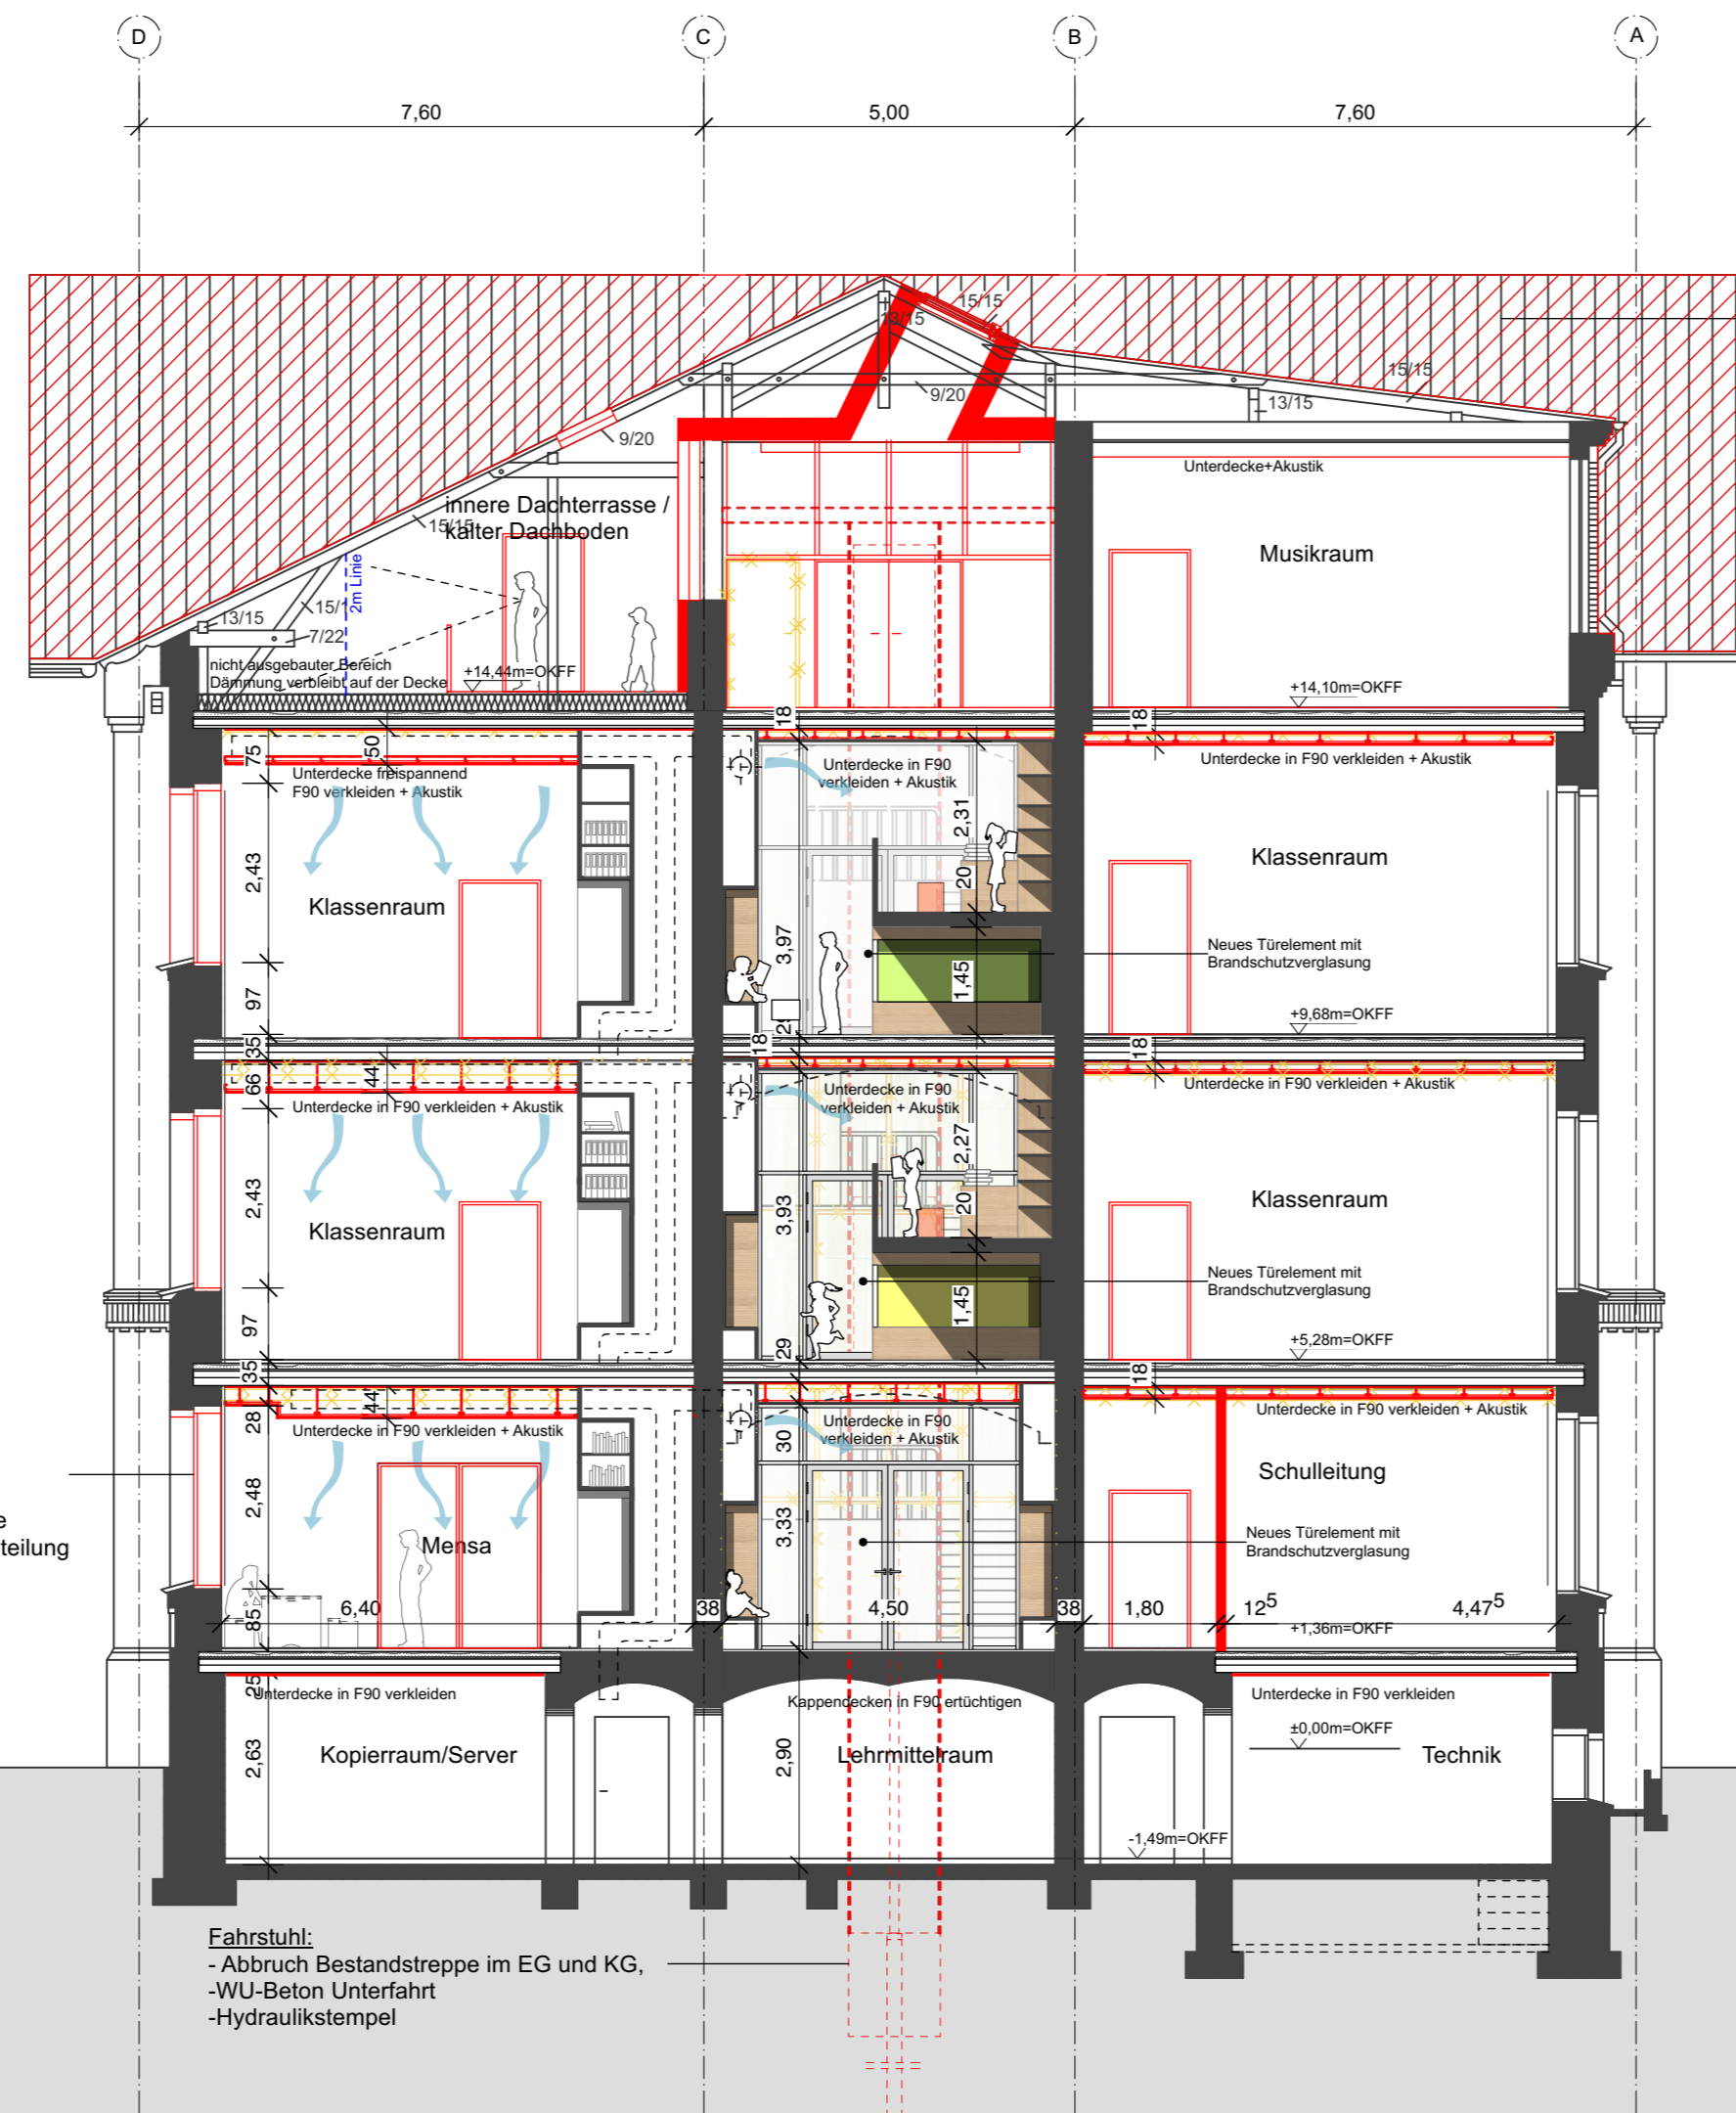 D
C
B
A
7,60
5,00
7,60
15/15
13/15
15/15
9/20
13/15
9/20
Unterdecke+Akustik
innere Dachterrasse /
kalter Dachboden
15/15
2m Linie
Musikraum
15/1
13/15
7/22
nicht ausgebauter Bereich
Dämmung verbleibt auf der Decke
+14,44m=OKFF
+14,10m=OKFF
18
18
75
50
Unterdecke freispannend
F90 verkleiden + Akustik
Unterdecke in F90
verkleiden + Akustik
Unterdecke in F90 verkleiden + Akustik
2,31
2,43
Klassenraum
20
Klassenraum
3,97
Neues Türelement mit
Brandschutzverglasung
1,45
97
29
+9,68m=OKFF
35
18
18
66
44
Unterdecke in F90 verkleiden + Akustik
Unterdecke in F90
verkleiden + Akustik
Unterdecke in F90 verkleiden + Akustik
2,27
2,43
Klassenraum
3,93
20
Klassenraum
Neues Türelement mit
Brandschutzverglasung
1,45
97
29
+5,28m=OKFF
35
18
44
28
Unterdecke in F90 verkleiden + Akustik
30
Unterdecke in F90
verkleiden + Akustik
Unterdecke in F90 verkleiden + Akustik
2,48
Schulleitung
e
teilung
Mensa
3,33
Neues Türelement mit
Brandschutzverglasung
85
6,40
38
4,50
38
1,80
12⁵
4,47⁵
+1,36m=OKFF
25
Unterdecke in F90 verkleiden
Kappendecken in F90 ertüchtigen
Unterdecke in F90 verkleiden
±0,00m=OKFF
2,63
Kopierraum/Server
2,90
Lehrmittelraum
Technik
-1,49m=OKFF
Fahrstuhl:
- Abbruch Bestandstreppe im EG und KG,
-WU-Beton Unterfahrt
-Hydraulikstempel